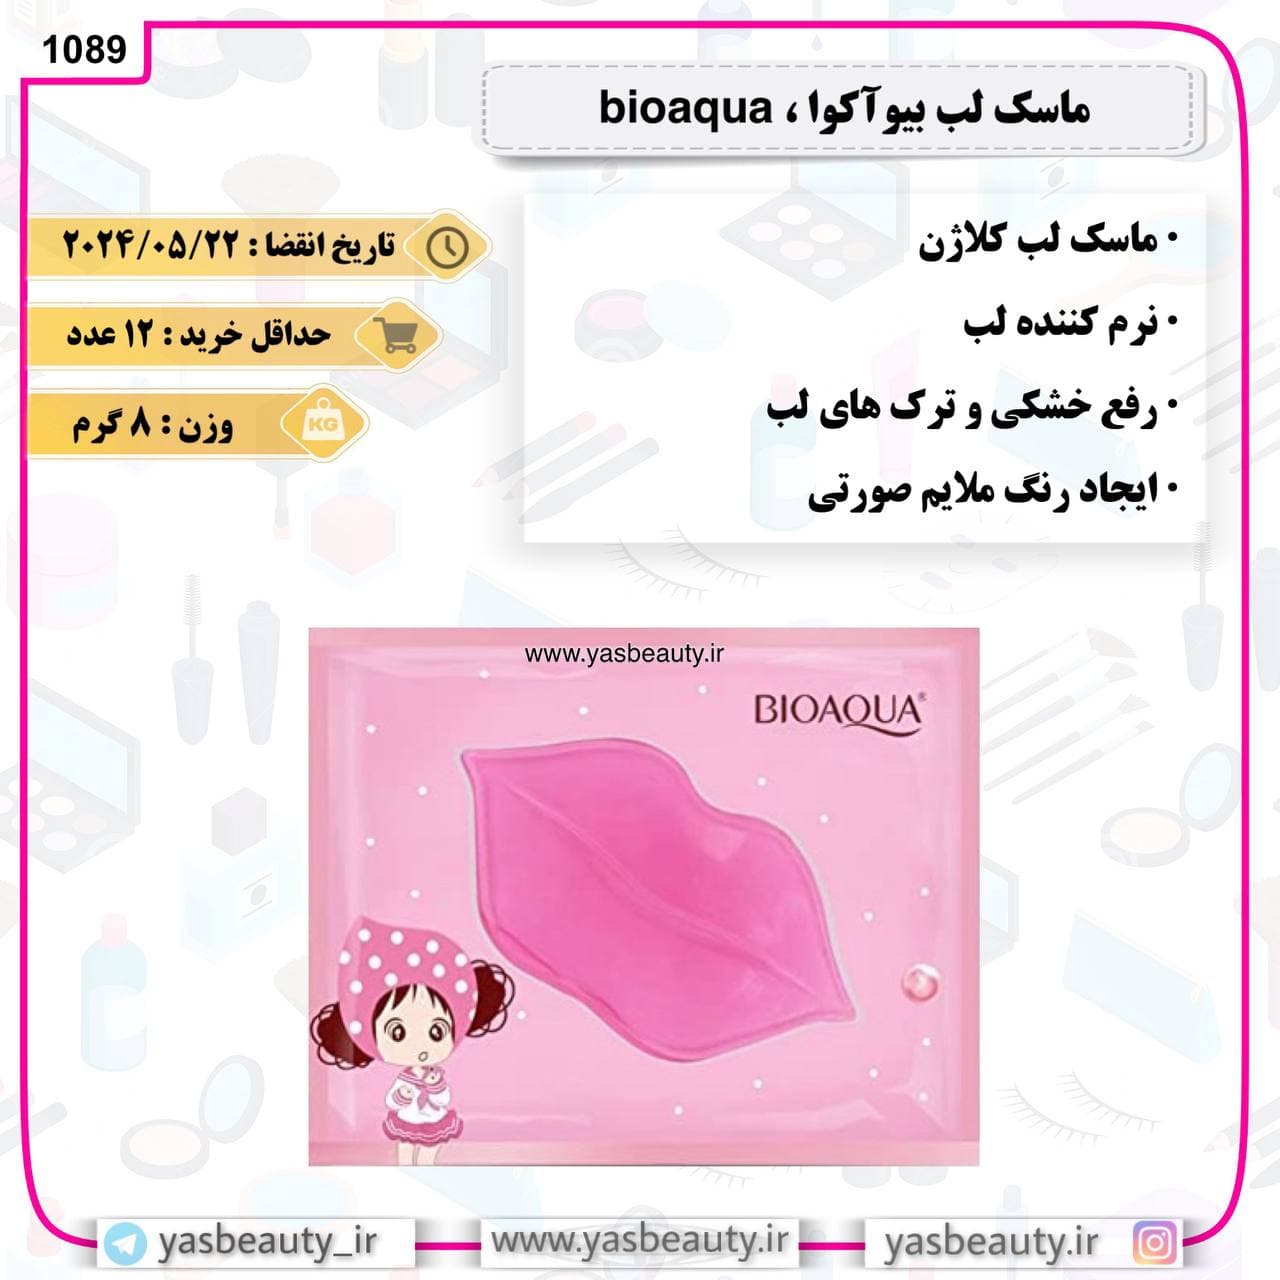 1089
ماسک لب بیوآکوا ، bioaqua
• ماسک لب کلاژن
• نرم کننده لب
• رفع خشکی و ترک های لب
• ایجاد رنگ ملایم صورتی
تاریخ انقضا : ۲۰۲۴/۰۵/۲۲
حداقل خرید : ۱۲ عدد
KG
وزن : ۸ گرم
www.yasbeauty.ir
BIOAQUA®
yasbeauty_ir
www.yasbeauty.ir
yasbeauty.ir